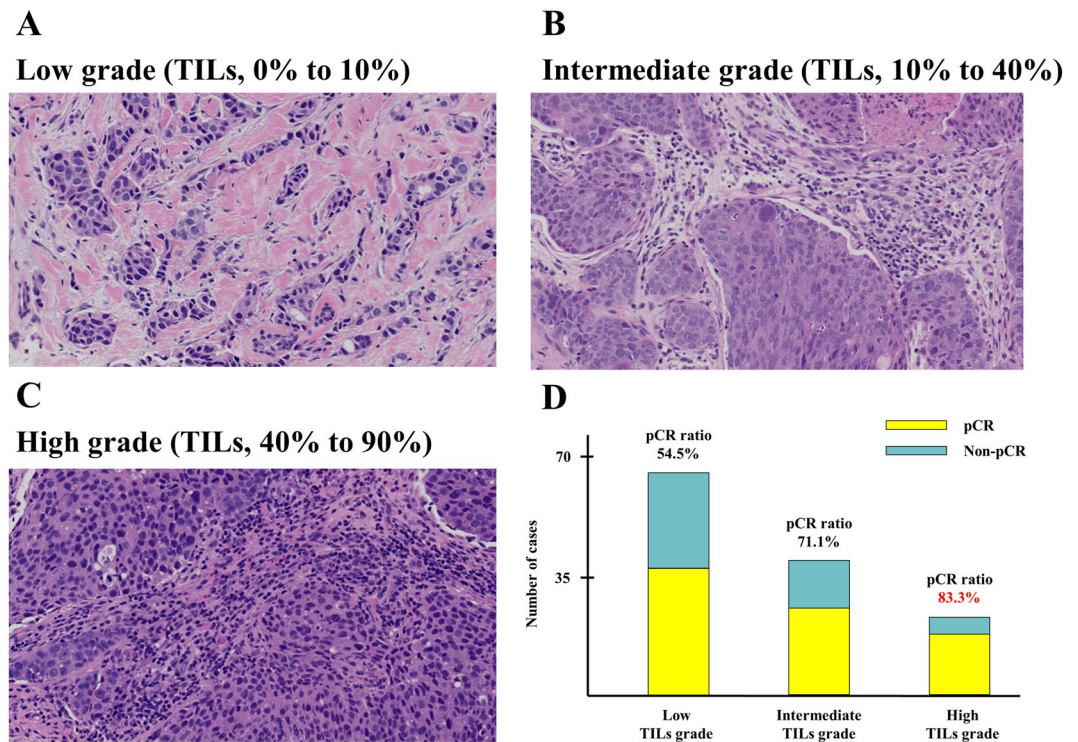 A
Low grade (TILs, 0% to 10%)
B
Intermediate grade (TILs, 10% to 40%)
C
High grade (TILs, 40% to 90%)
D
pCR
Non-pCR
pCR ratio
54.5%
pCR ratio
71.1%
pCR ratio
83.3%
70
35
Number of cases
Low
TILs grade
Intermediate
TILs grade
High
TILs grade